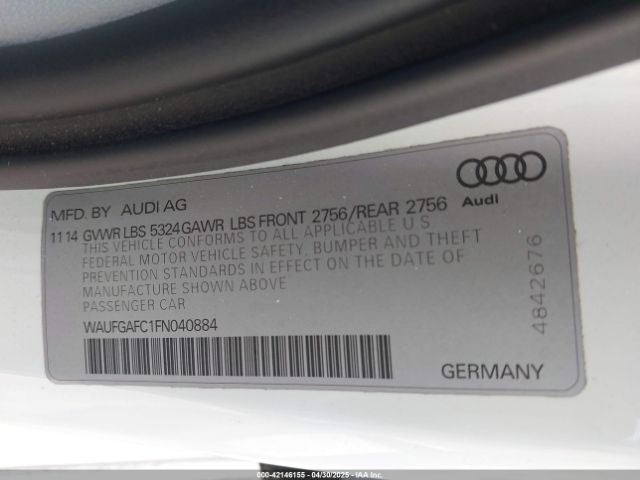 MFD. BY AUDI AG
11 14 GVWR LBS 5324 GAWR LBS FRONT 2756/REAR 2756
THIS VEHICLE CONFORMS TO ALL APPLICABLE U S
FEDERAL MOTOR VEHICLE SAFETY, BUMPER AND THEFT
PREVENTION STANDARDS IN EFFECT ON THE DATE OF
MANUFACTURE SHOWN ABOVE
PASSENGER CAR
WAUFGAFC1FN040884
Audi
4842676
GERMANY
000-42146155 - 04/30/2025 - IAAI Copart